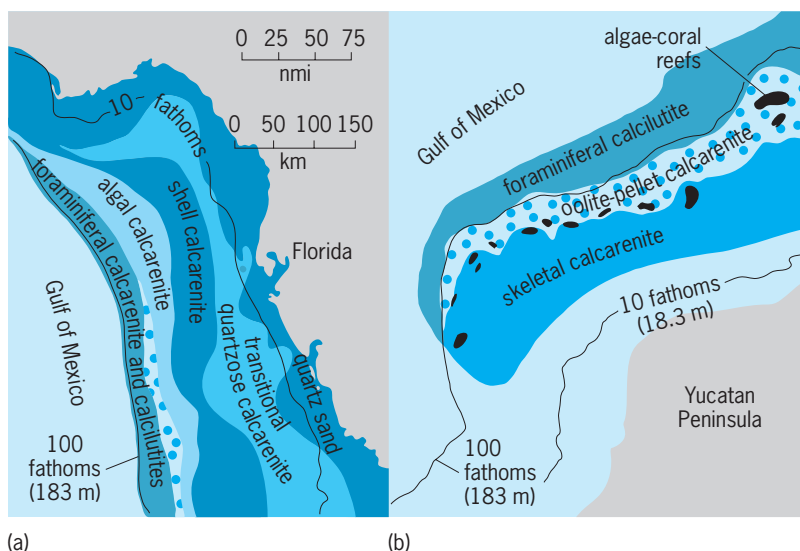 0 25 50 75
nmi
10
fathoms
0 50 100 150
km
foraminiferal calcarenite and calcilutites
algal calcarenite
shell calcarenite
Florida
Gulf of Mexico
transitional
quartzose calcarenite
quartz sand
100
fathoms
(183 m)
(a)
algae-coral
reefs
Gulf of Mexico
foraminiferal calcilutite
oolite-pellet calcarenite
skeletal calcarenite
10 fathoms
(18.3 m)
Yucatan
Peninsula
100
fathoms
(183 m)
(b)